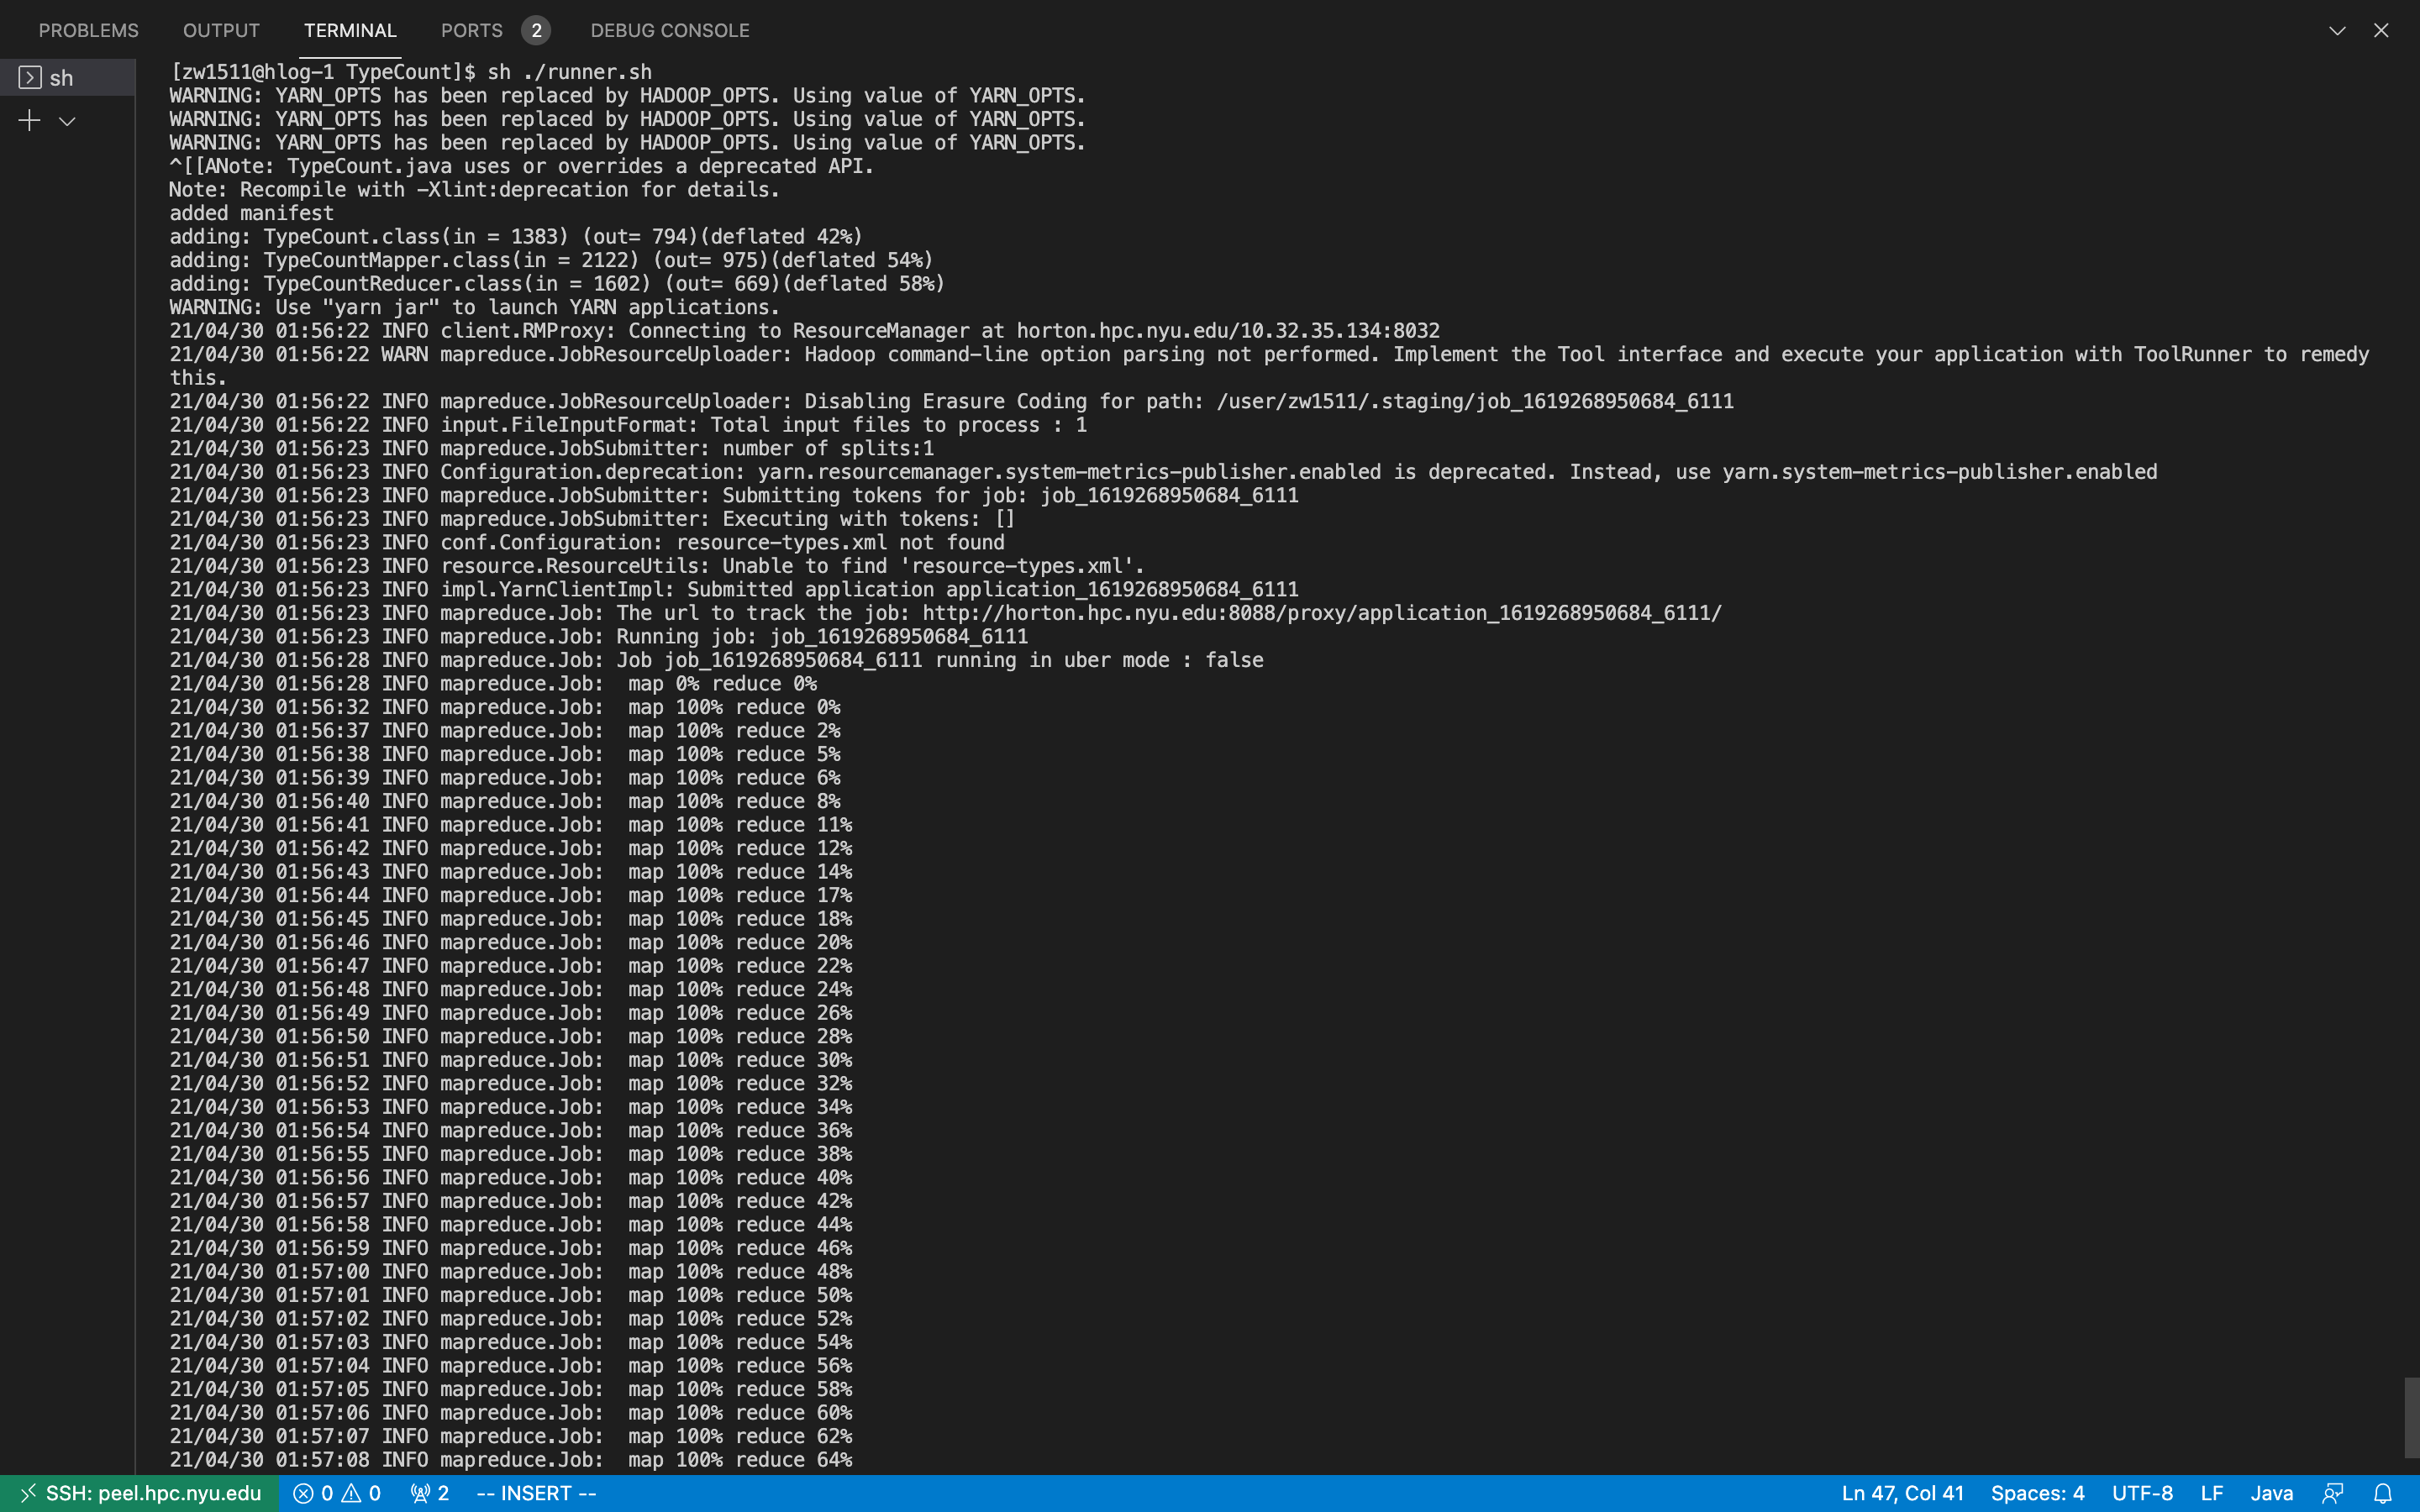 PROBLEMS OUTPUT TERMINAL PORTS 2 DEBUG CONSOLE
sh
[zw1511@hlog-1 TypeCount]$ sh ./runner.sh
WARNING: YARN_OPTS has been replaced by HADOOP_OPTS. Using value of YARN_OPTS.
WARNING: YARN_OPTS has been replaced by HADOOP_OPTS. Using value of YARN_OPTS.
WARNING: YARN_OPTS has been replaced by HADOOP_OPTS. Using value of YARN_OPTS.
^[[ANote: TypeCount.java uses or overrides a deprecated API.
Note: Recompile with -Xlint:deprecation for details.
added manifest
adding: TypeCount.class(in = 1383) (out= 794)(deflated 42%)
adding: TypeCountMapper.class(in = 2122) (out= 975)(deflated 54%)
adding: TypeCountReducer.class(in = 1602) (out= 669)(deflated 58%)
WARNING: Use "yarn jar" to launch YARN applications.
21/04/30 01:56:22 INFO client.RMProxy: Connecting to ResourceManager at horton.hpc.nyu.edu/10.32.35.134:8032
21/04/30 01:56:22 WARN mapreduce.JobResourceUploader: Hadoop command-line option parsing not performed. Implement the Tool interface and execute your application with ToolRunner to remedy
this.
21/04/30 01:56:22 INFO mapreduce.JobResourceUploader: Disabling Erasure Coding for path: /user/zw1511/.staging/job_1619268950684_6111
21/04/30 01:56:22 INFO input.FileInputFormat: Total input files to process : 1
21/04/30 01:56:23 INFO mapreduce.JobSubmitter: number of splits:1
21/04/30 01:56:23 INFO Configuration.deprecation: yarn.resourcemanager.system-metrics-publisher.enabled is deprecated. Instead, use yarn.system-metrics-publisher.enabled
21/04/30 01:56:23 INFO mapreduce.JobSubmitter: Submitting tokens for job: job_1619268950684_6111
21/04/30 01:56:23 INFO mapreduce.JobSubmitter: Executing with tokens: []
21/04/30 01:56:23 INFO conf.Configuration: resource-types.xml not found
21/04/30 01:56:23 INFO resource.ResourceUtils: Unable to find 'resource-types.xml'.
21/04/30 01:56:23 INFO impl.YarnClientImpl: Submitted application application_1619268950684_6111
21/04/30 01:56:23 INFO mapreduce.Job: The url to track the job: http://horton.hpc.nyu.edu:8088/proxy/application_1619268950684_6111/
21/04/30 01:56:23 INFO mapreduce.Job: Running job: job_1619268950684_6111
21/04/30 01:56:28 INFO mapreduce.Job: Job job_1619268950684_6111 running in uber mode : false
21/04/30 01:56:28 INFO mapreduce.Job:  map 0% reduce 0%
21/04/30 01:56:32 INFO mapreduce.Job:  map 100% reduce 0%
21/04/30 01:56:37 INFO mapreduce.Job:  map 100% reduce 2%
21/04/30 01:56:38 INFO mapreduce.Job:  map 100% reduce 5%
21/04/30 01:56:39 INFO mapreduce.Job:  map 100% reduce 6%
21/04/30 01:56:40 INFO mapreduce.Job:  map 100% reduce 8%
21/04/30 01:56:41 INFO mapreduce.Job:  map 100% reduce 11%
21/04/30 01:56:42 INFO mapreduce.Job:  map 100% reduce 12%
21/04/30 01:56:43 INFO mapreduce.Job:  map 100% reduce 14%
21/04/30 01:56:44 INFO mapreduce.Job:  map 100% reduce 17%
21/04/30 01:56:45 INFO mapreduce.Job:  map 100% reduce 18%
21/04/30 01:56:46 INFO mapreduce.Job:  map 100% reduce 20%
21/04/30 01:56:47 INFO mapreduce.Job:  map 100% reduce 22%
21/04/30 01:56:48 INFO mapreduce.Job:  map 100% reduce 24%
21/04/30 01:56:49 INFO mapreduce.Job:  map 100% reduce 26%
21/04/30 01:56:50 INFO mapreduce.Job:  map 100% reduce 28%
21/04/30 01:56:51 INFO mapreduce.Job:  map 100% reduce 30%
21/04/30 01:56:52 INFO mapreduce.Job:  map 100% reduce 32%
21/04/30 01:56:53 INFO mapreduce.Job:  map 100% reduce 34%
21/04/30 01:56:54 INFO mapreduce.Job:  map 100% reduce 36%
21/04/30 01:56:55 INFO mapreduce.Job:  map 100% reduce 38%
21/04/30 01:56:56 INFO mapreduce.Job:  map 100% reduce 40%
21/04/30 01:56:57 INFO mapreduce.Job:  map 100% reduce 42%
21/04/30 01:56:58 INFO mapreduce.Job:  map 100% reduce 44%
21/04/30 01:56:59 INFO mapreduce.Job:  map 100% reduce 46%
21/04/30 01:57:00 INFO mapreduce.Job:  map 100% reduce 48%
21/04/30 01:57:01 INFO mapreduce.Job:  map 100% reduce 50%
21/04/30 01:57:02 INFO mapreduce.Job:  map 100% reduce 52%
21/04/30 01:57:03 INFO mapreduce.Job:  map 100% reduce 54%
21/04/30 01:57:04 INFO mapreduce.Job:  map 100% reduce 56%
21/04/30 01:57:05 INFO mapreduce.Job:  map 100% reduce 58%
21/04/30 01:57:06 INFO mapreduce.Job:  map 100% reduce 60%
21/04/30 01:57:07 INFO mapreduce.Job:  map 100% reduce 62%
21/04/30 01:57:08 INFO mapreduce.Job:  map 100% reduce 64%
SSH: peel.hpc.nyu.edu 0 0 2 -- INSERT -- Ln 47, Col 41 Spaces: 4 UTF-8 LF Java